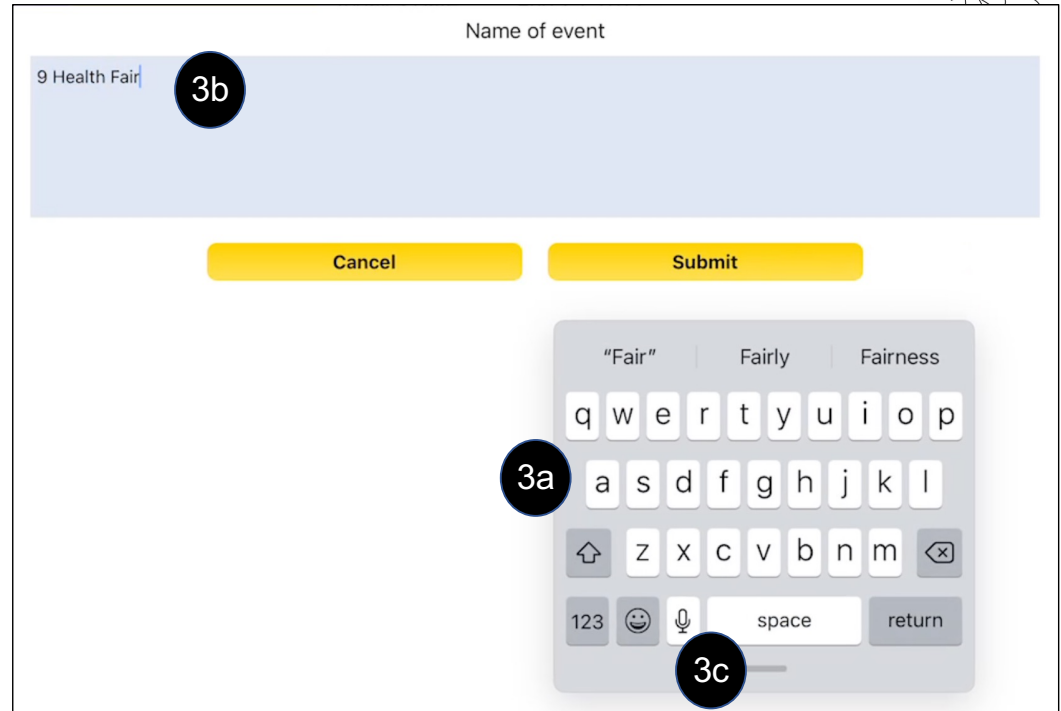 Name of event
9 Health Fair
3b
Cancel Submit
“Fair” Fairly Fairness
q w e r t y u i o p
3a
a s d f g h j k l
z x c v b n m
123 space return
3c